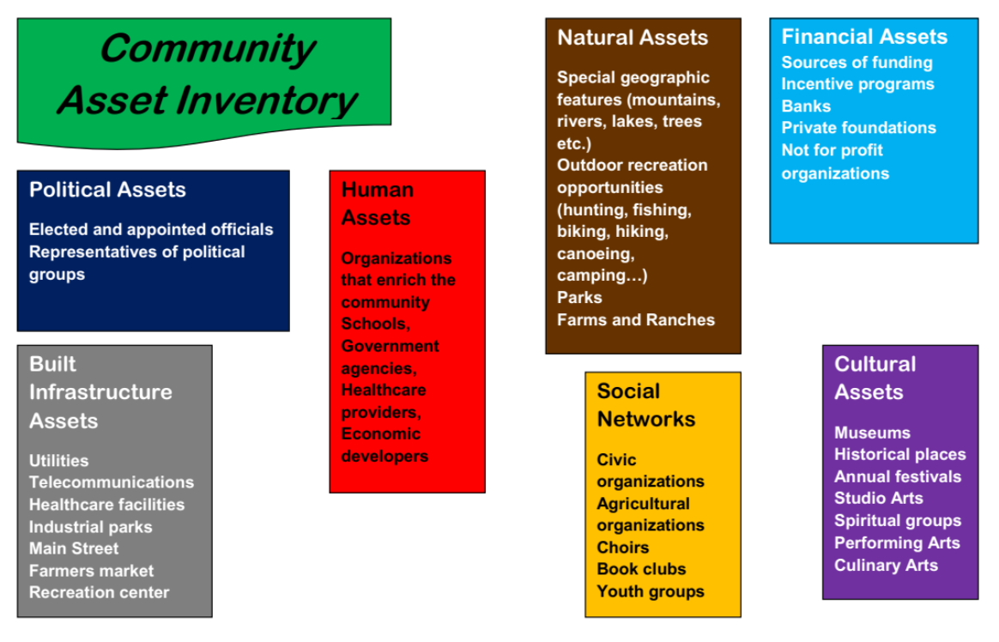 Community
Asset Inventory
Natural Assets
Special geographic
features (mountains,
rivers, lakes, trees
etc.)
Outdoor recreation
opportunities
(hunting, fishing,
biking, hiking,
canoeing,
camping…)
Parks
Farms and Ranches
Financial Assets
Sources of funding
Incentive programs
Banks
Private foundations
Not for profit
organizations
Political Assets
Elected and appointed officials
Representatives of political
groups
Human
Assets
Organizations
that enrich the
community
Schools,
Government
agencies,
Healthcare
providers,
Economic
developers
Built
Infrastructure
Assets
Utilities
Telecommunications
Healthcare facilities
Industrial parks
Main Street
Farmers market
Recreation center
Social
Networks
Civic
organizations
Agricultural
organizations
Choirs
Book clubs
Youth groups
Cultural
Assets
Museums
Historical places
Annual festivals
Studio Arts
Spiritual groups
Performing Arts
Culinary Arts